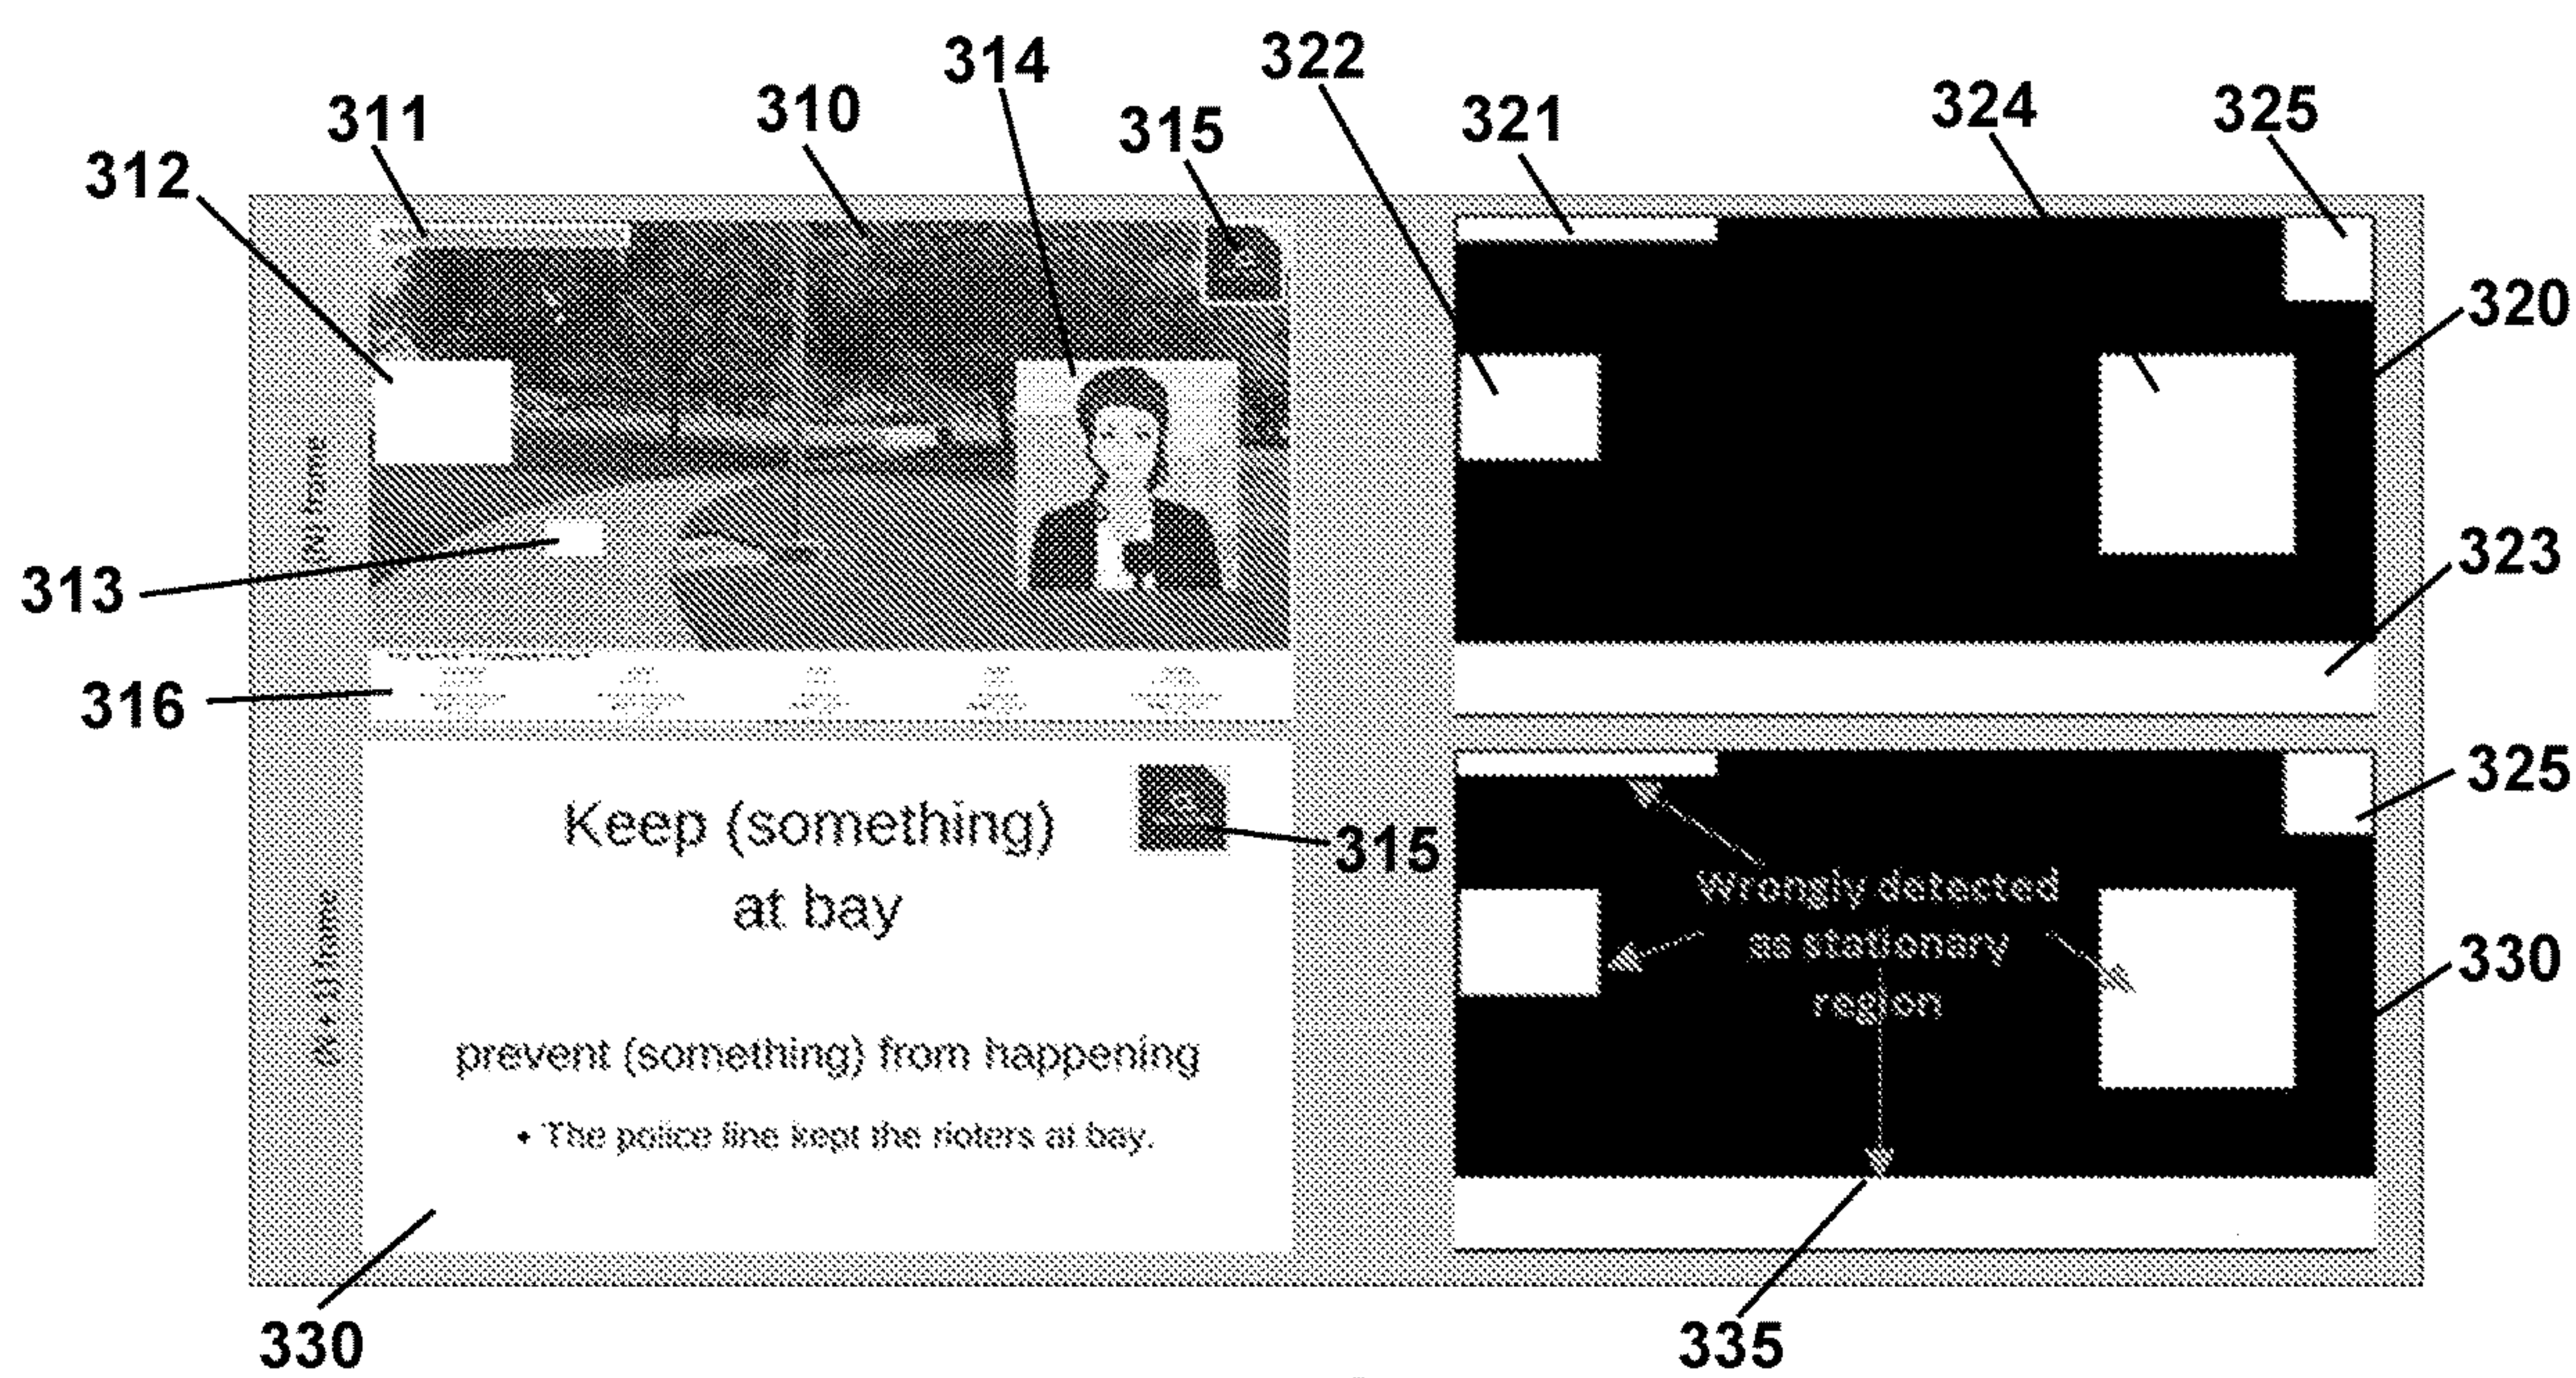 314
322
311
310
315
321
324
325
312
320
313
323
316
Keep (something)
at bay
315
prevent (something) from happening
• The police line kept the rioters at bay.
325
Wrongly detected
as stationary
region
330
330
335